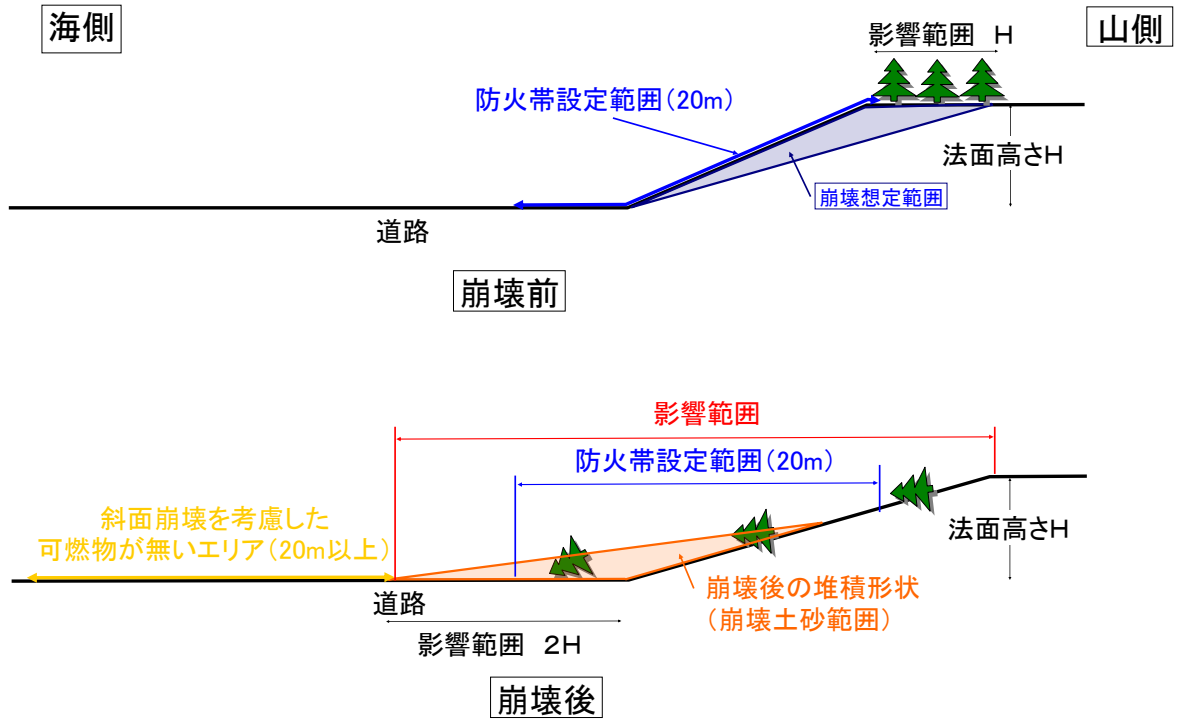 海側
影響範囲 H
山側
防火帯設定範囲(20m)
法面高さH
崩壊想定範囲
道路
崩壊前
影響範囲
防火帯設定範囲(20m)
斜面崩壊を考慮した
可燃物が無いエリア(20m以上)
法面高さH
道路
崩壊後の堆積形状
(崩壊土砂範囲)
影響範囲 2H
崩壊後